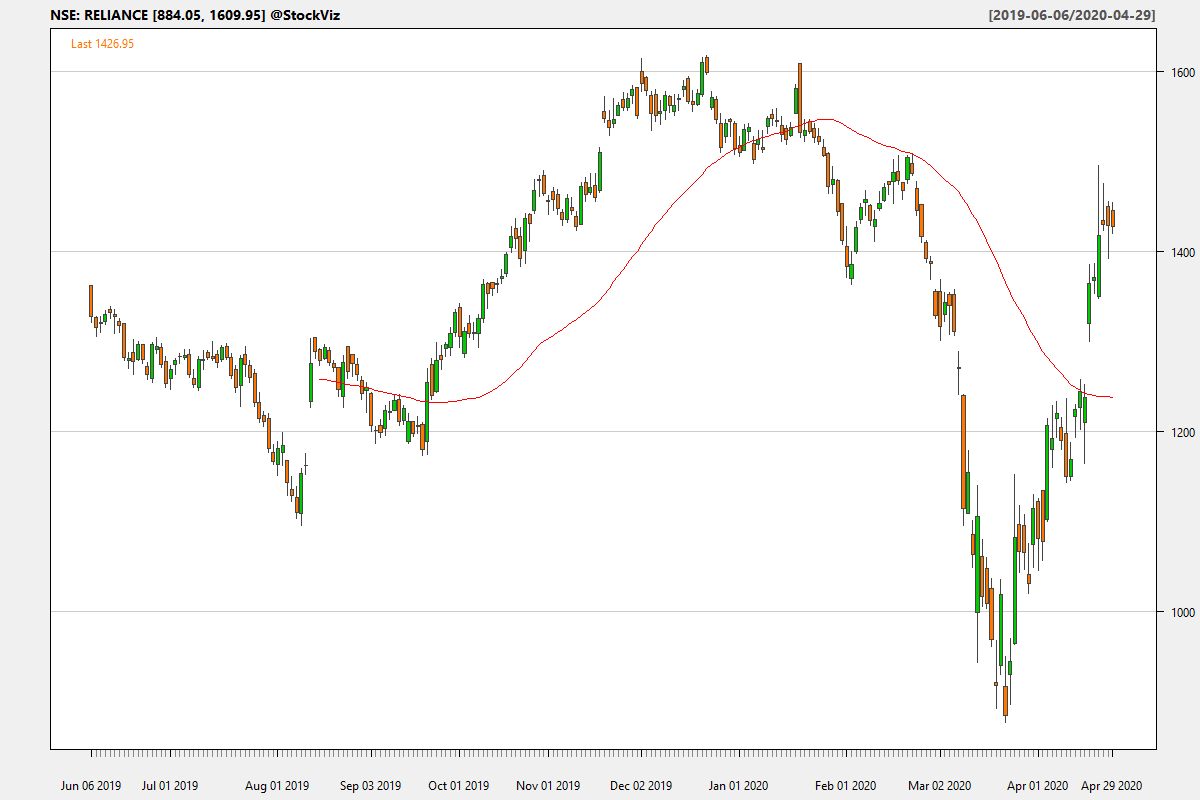 NSE: RELIANCE [884.05, 1609.95] @StockViz [2019-06-06/2020-04-29]
Last 1426.95
1600
1400
1200
1000
Jun 06 2019 Jul 01 2019 Aug 01 2019 Sep 03 2019 Oct 01 2019 Nov 01 2019 Dec 02 2019 Jan 01 2020 Feb 01 2020 Mar 02 2020 Apr 01 2020 Apr 29 2020